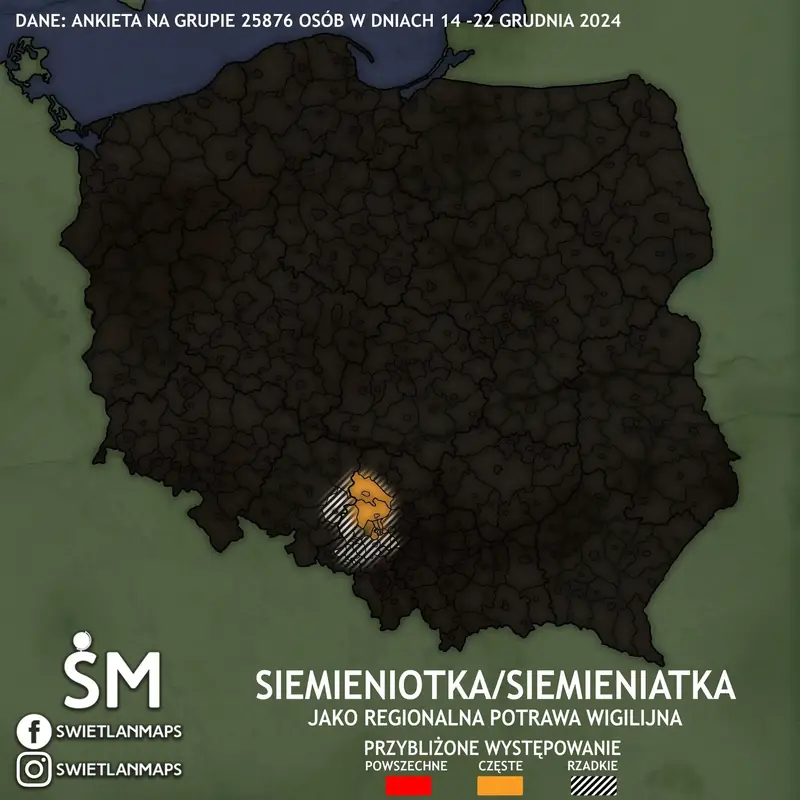 DANE: ANKIETA NA GRUPIE 25876 OSÓB W DNIACH 14 -22 GRUDNIA 2024
ŚM
SWIETLANMAPS
SWIETLANMAPS
SIEMIENIOTKA/SIEMIENIATKA
JAKO REGIONALNA POTRAWA WIGILIJNA
PRZYBLIŻONE WYSTĘPOWANIE
POWSZECHNE CZĘSTE RZADKIE